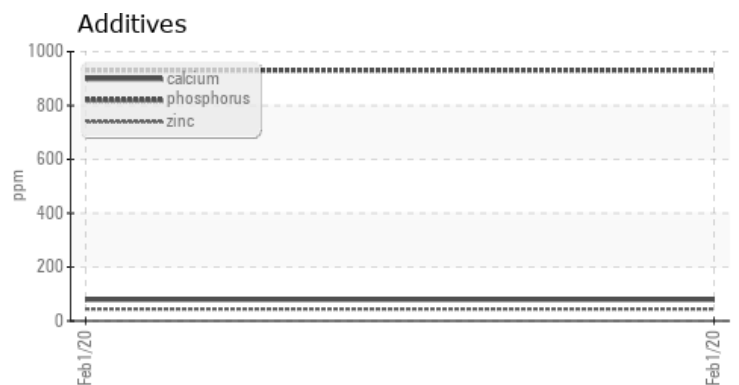 Additives
1000
calcium
phosphorus
zinc
800
600
400
200
0
ppm
Feb1/20
Feb1/20